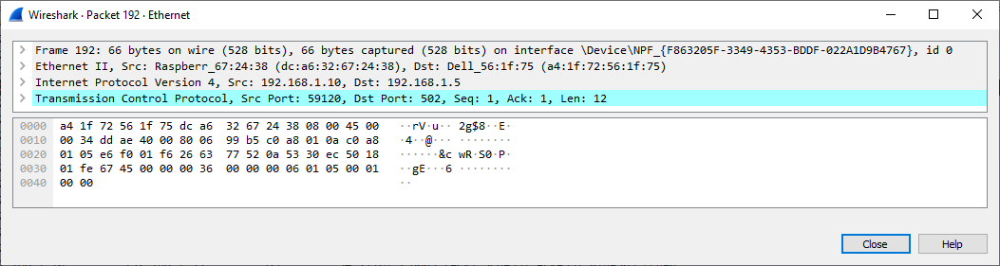 Wireshark · Packet 192 · Ethernet
Frame 192: 66 bytes on wire (528 bits), 66 bytes captured (528 bits) on interface \Device\NPF_{F863205F-3349-4353-BDDF-022A1D9B4767}, id 0
Ethernet II, Src: Raspberr_67:24:38 (dc:a6:32:67:24:38), Dst: Dell_56:1f:75 (a4:1f:72:56:1f:75)
Internet Protocol Version 4, Src: 192.168.1.10, Dst: 192.168.1.5
Transmission Control Protocol, Src Port: 59120, Dst Port: 502, Seq: 1, Ack: 1, Len: 12
0000 a4 1f 72 56 1f 75 dc a6 32 67 24 38 08 00 45 00 ··rV·u·· 2g$8··E·
0010 00 34 dd ae 40 00 80 06 99 b5 c0 a8 01 0a c0 a8 ·4··@··· ········
0020 01 05 e6 f0 01 f6 26 63 77 52 0a 53 30 ec 50 18 ······&c wR·S0·P·
0030 01 fe 67 45 00 00 00 36 00 00 00 06 01 05 00 01 ··gE···6 ········
0040 00 00 ··
Close Help